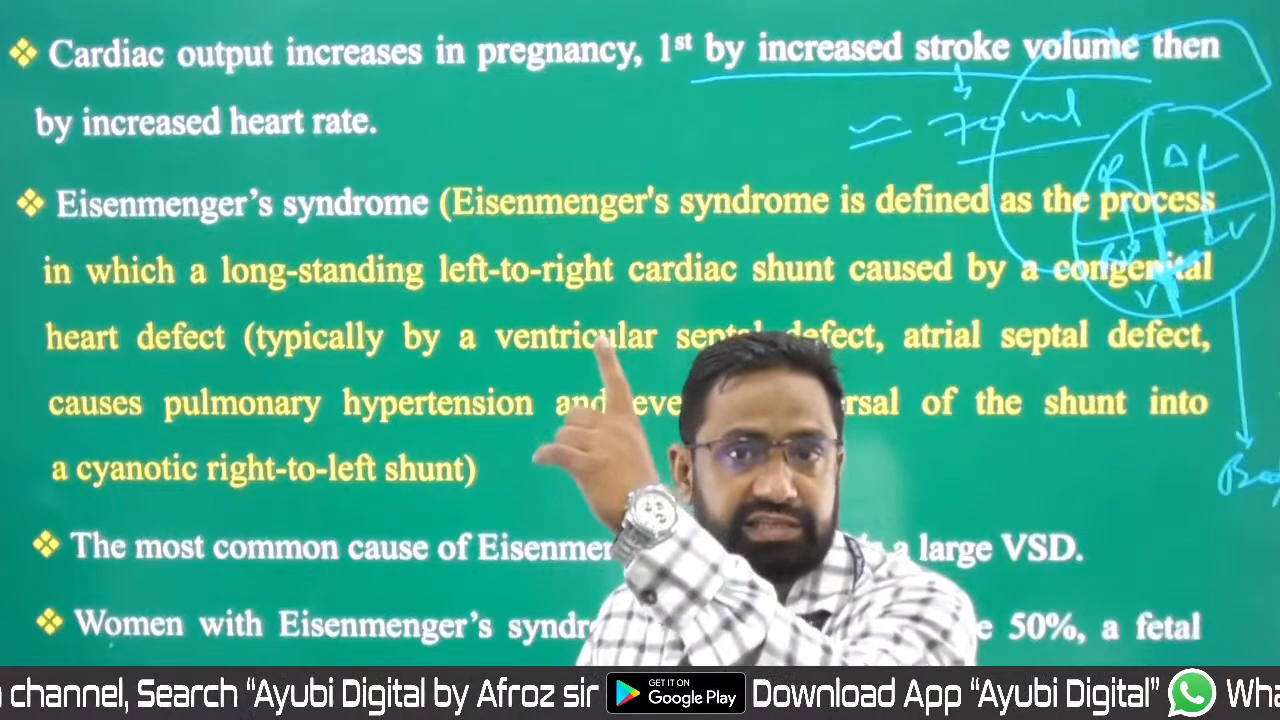 ❖ Cardiac output increases in pregnancy, 1st by increased stroke volume then
by increased heart rate.
= 70 ml
❖ Eisenmenger’s syndrome (Eisenmenger's syndrome is defined as the process
in which a long-standing left-to-right cardiac shunt caused by a congenital
heart defect (typically by a ventricular septal defect, atrial septal defect,
causes pulmonary hypertension and of the shunt into
a cyanotic right-to-left shunt)
❖ The most common cause of a large VSD.
❖ Women with Eisenmenger’s 50%, a fetal
channel, Search “Ayubi Digital by Afroz sir GET IT ON Google Play Download App “Ayubi Digital”